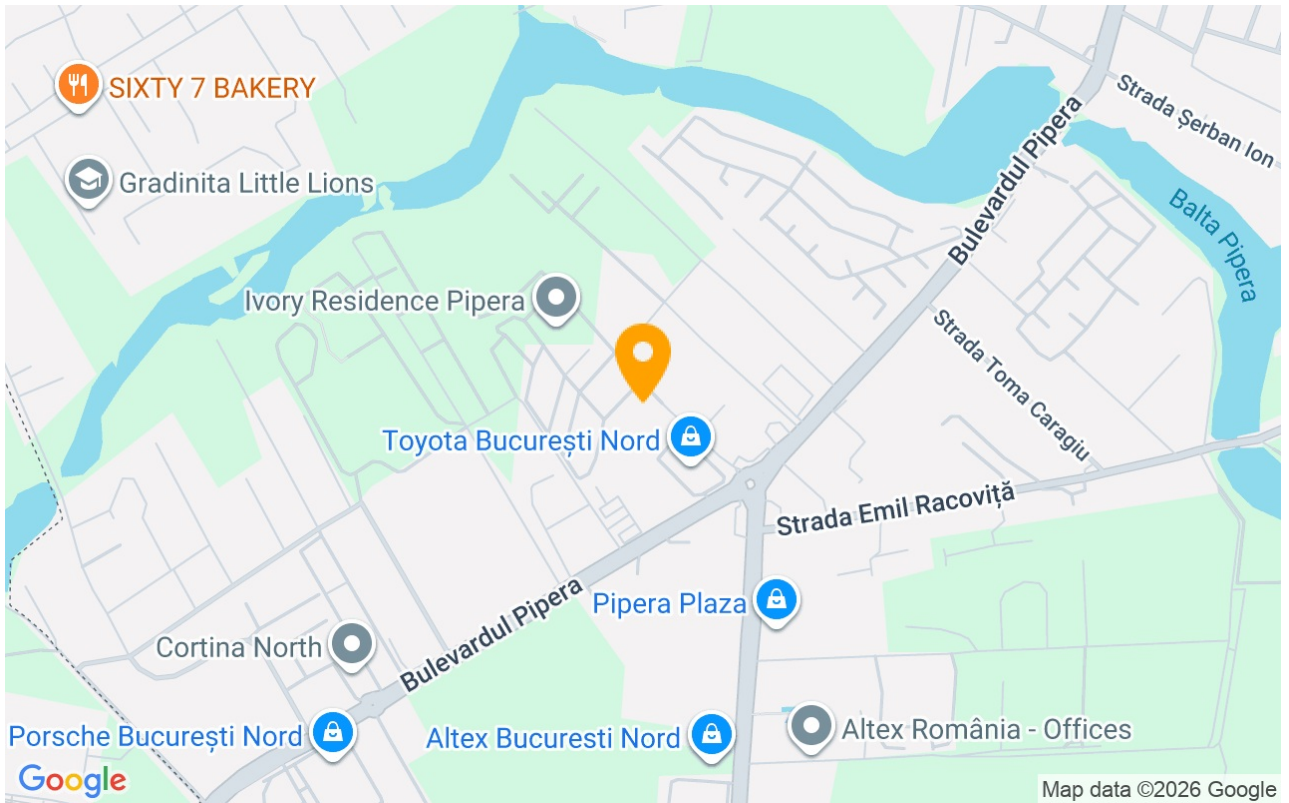 SIXTY 7 BAKERY
Strada Șerban Ion
Gradinita Little Lions
Bulevardul Pipera
Balta Pipera
Ivory Residence Pipera
Strada Toma Caragiu
Toyota București Nord
Strada Emil Racoviță
Bulevardul Pipera
Pipera Plaza
Cortina North
Porsche București Nord
Altex Bucuresti Nord
Altex România - Offices
Google
Map data ©2026 Google